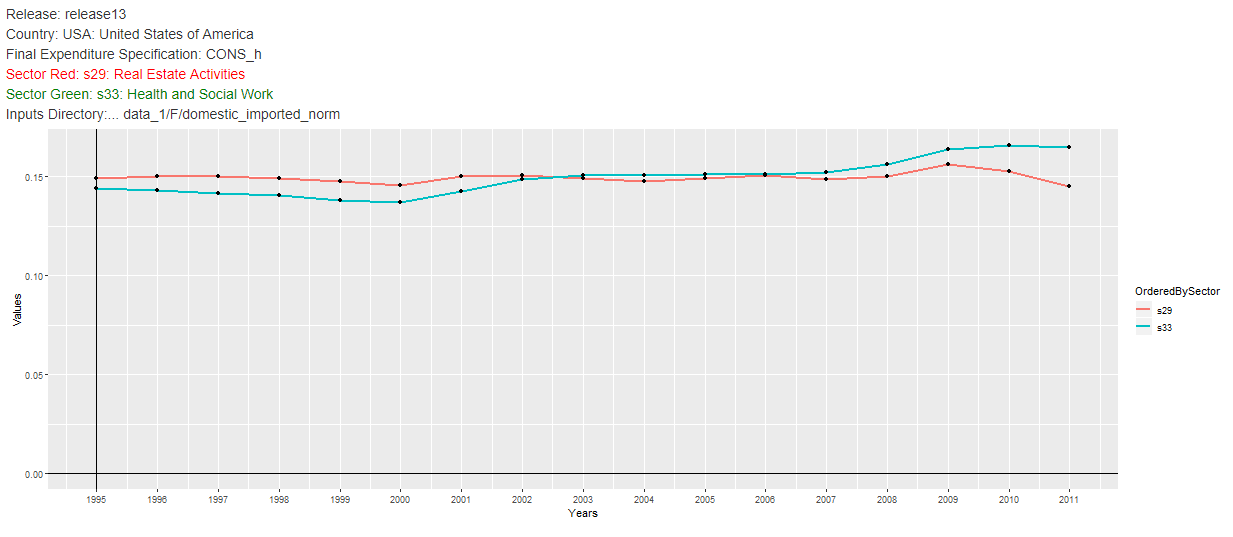 Release: release13
Country: USA: United States of America
Final Expenditure Specification: CONS_h
Sector Red: s29: Real Estate Activities
Sector Green: s33: Health and Social Work
Inputs Directory:... data_1/F/domestic_imported_norm
0.15
0.10
0.05
0.00
Values
1995 1996 1997 1998 1999 2000 2001 2002 2003 2004 2005 2006 2007 2008 2009 2010 2011
Years
OrderedBySector
s29
s33